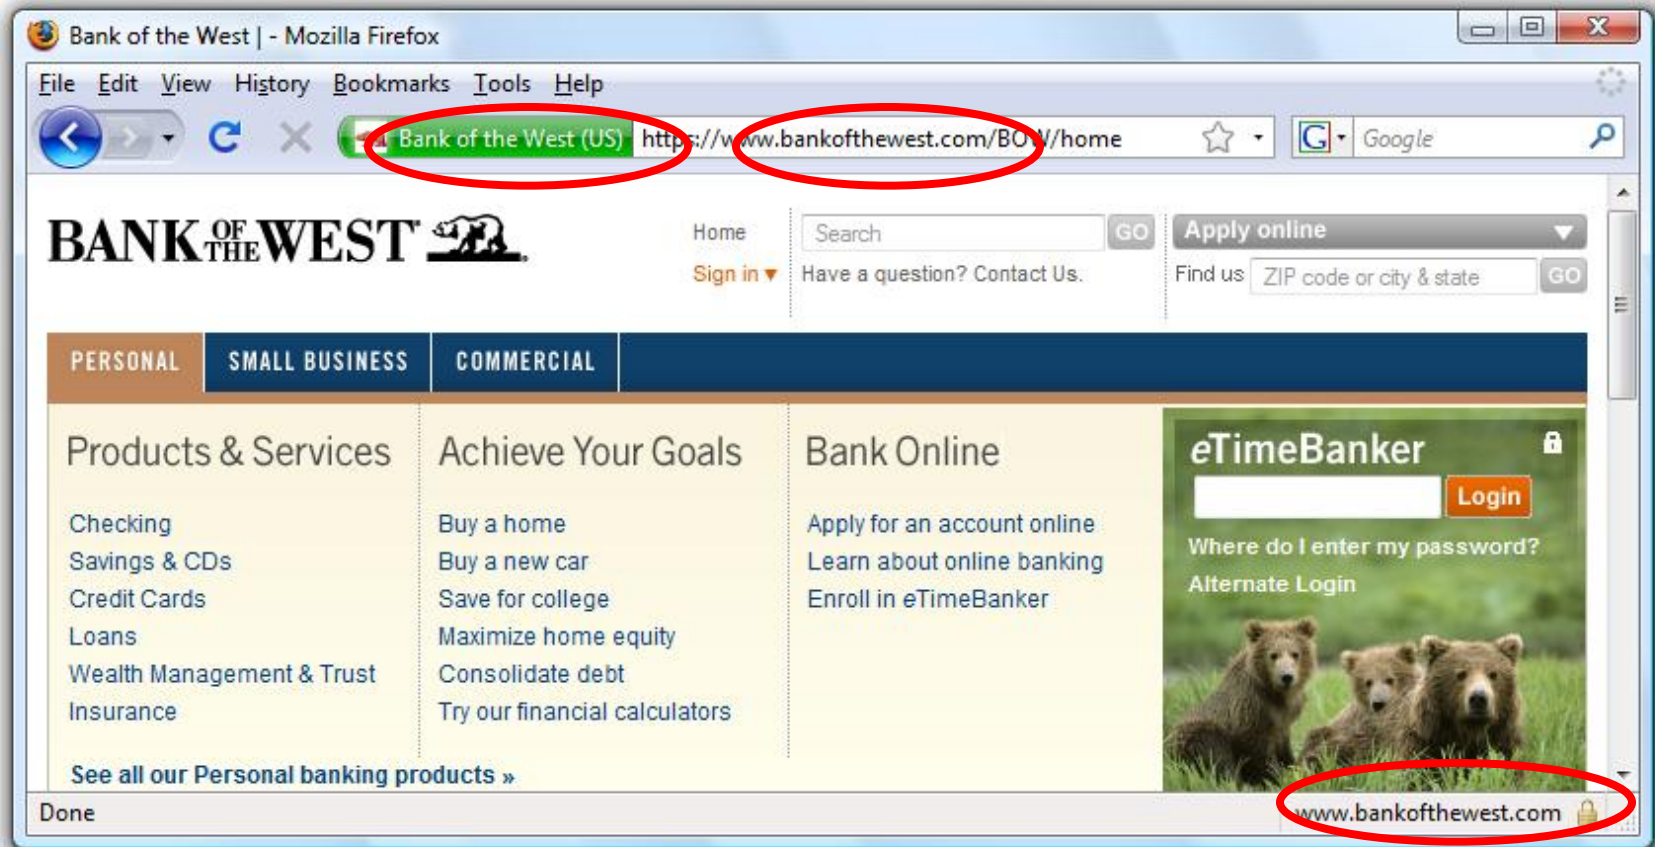 Bank of the West | - Mozilla Firefox
File Edit View History Bookmarks Tools Help
Bank of the West (US) https://www.bankofthewest.com/BOW/home Google
BANK OF THE WEST
Home Search GO Apply online
Sign in Have a question? Contact Us. Find us ZIP code or city & state GO
PERSONAL SMALL BUSINESS COMMERCIAL
Products & Services
Checking
Savings & CDs
Credit Cards
Loans
Wealth Management & Trust
Insurance
See all our Personal banking products »
Achieve Your Goals
Buy a home
Buy a new car
Save for college
Maximize home equity
Consolidate debt
Try our financial calculators
Bank Online
Apply for an account online
Learn about online banking
Enroll in eTimeBanker
eTimeBanker
Login
Where do I enter my password?
Alternate Login
Done www.bankofthewest.com